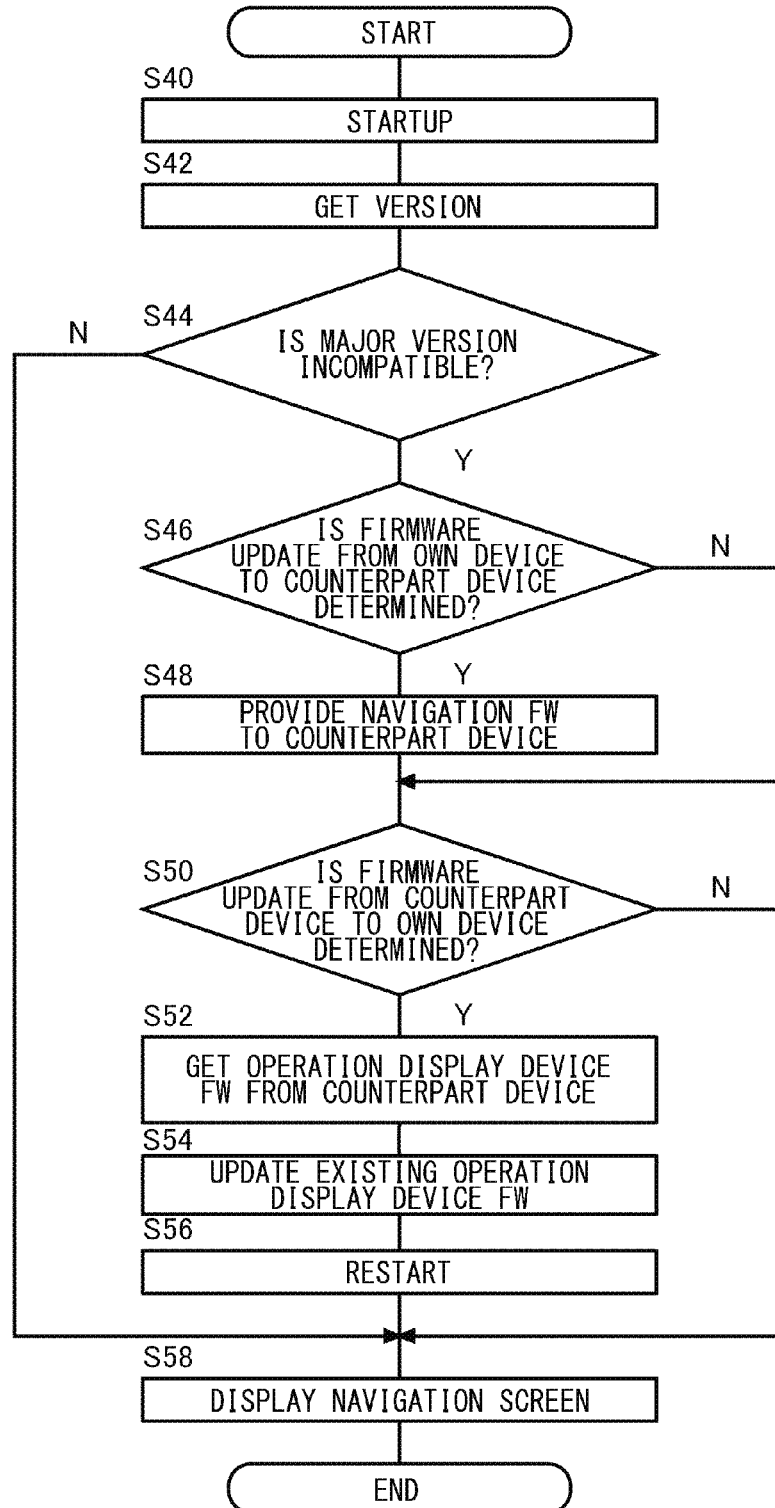 START
S40
STARTUP
S42
GET VERSION
S44
N
IS MAJOR VERSION
INCOMPATIBLE?
Y
S46
IS FIRMWARE
UPDATE FROM OWN DEVICE
TO COUNTERPART DEVICE
DETERMINED?
N
Y
S48
PROVIDE NAVIGATION FW
TO COUNTERPART DEVICE
S50
IS FIRMWARE
UPDATE FROM COUNTERPART
DEVICE TO OWN DEVICE
DETERMINED?
N
Y
S52
GET OPERATION DISPLAY DEVICE
FW FROM COUNTERPART DEVICE
S54
UPDATE EXISTING OPERATION
DISPLAY DEVICE FW
S56
RESTART
S58
DISPLAY NAVIGATION SCREEN
END